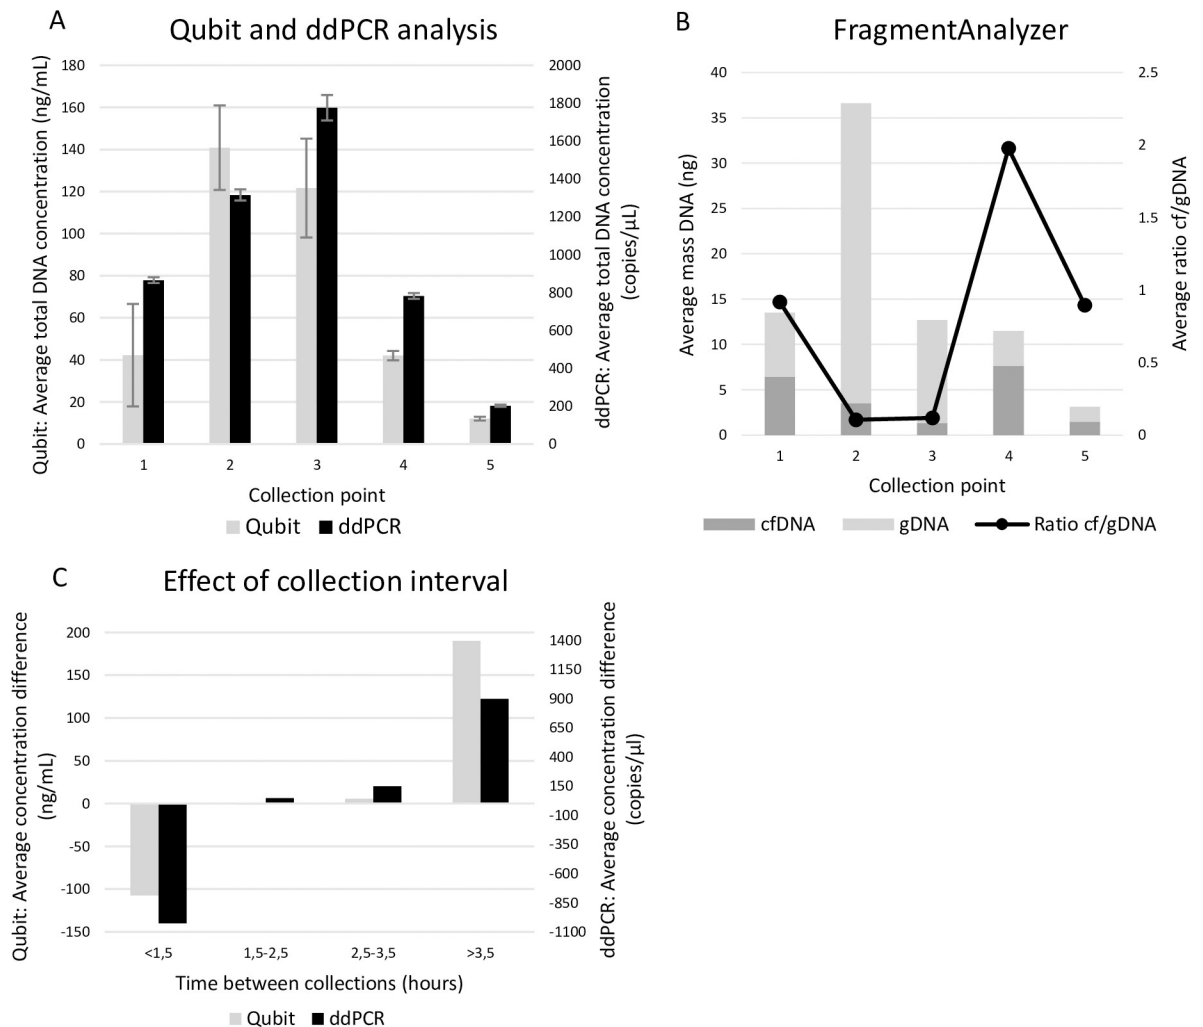 A
Qubit and ddPCR analysis
Qubit: Average total DNA concentration (ng/mL)
180
160
140
120
100
80
60
40
20
0
2000
1800
1600
1400
1200
1000
800
600
400
200
0
ddPCR: Average total DNA concentration
(copies/µL)
1 2 3 4 5
Collection point
Qubit ddPCR
B
FragmentAnalyzer
Average mass DNA (ng)
40
35
30
25
20
15
10
5
0
2.5
2
1.5
1
0.5
0
Average ratio cf/gDNA
1 2 3 4 5
Collection point
cfDNA gDNA Ratio cf/gDNA
C
Effect of collection interval
Qubit: Average concentration difference
(ng/mL)
200
150
100
50
0
-50
-100
-150
1400
1150
900
650
400
150
-100
-350
-600
-850
-1100
ddPCR: Average concentration difference
(copies/µl)
<1,5 1,5-2,5 2,5-3,5 >3,5
Time between collections (hours)
Qubit ddPCR